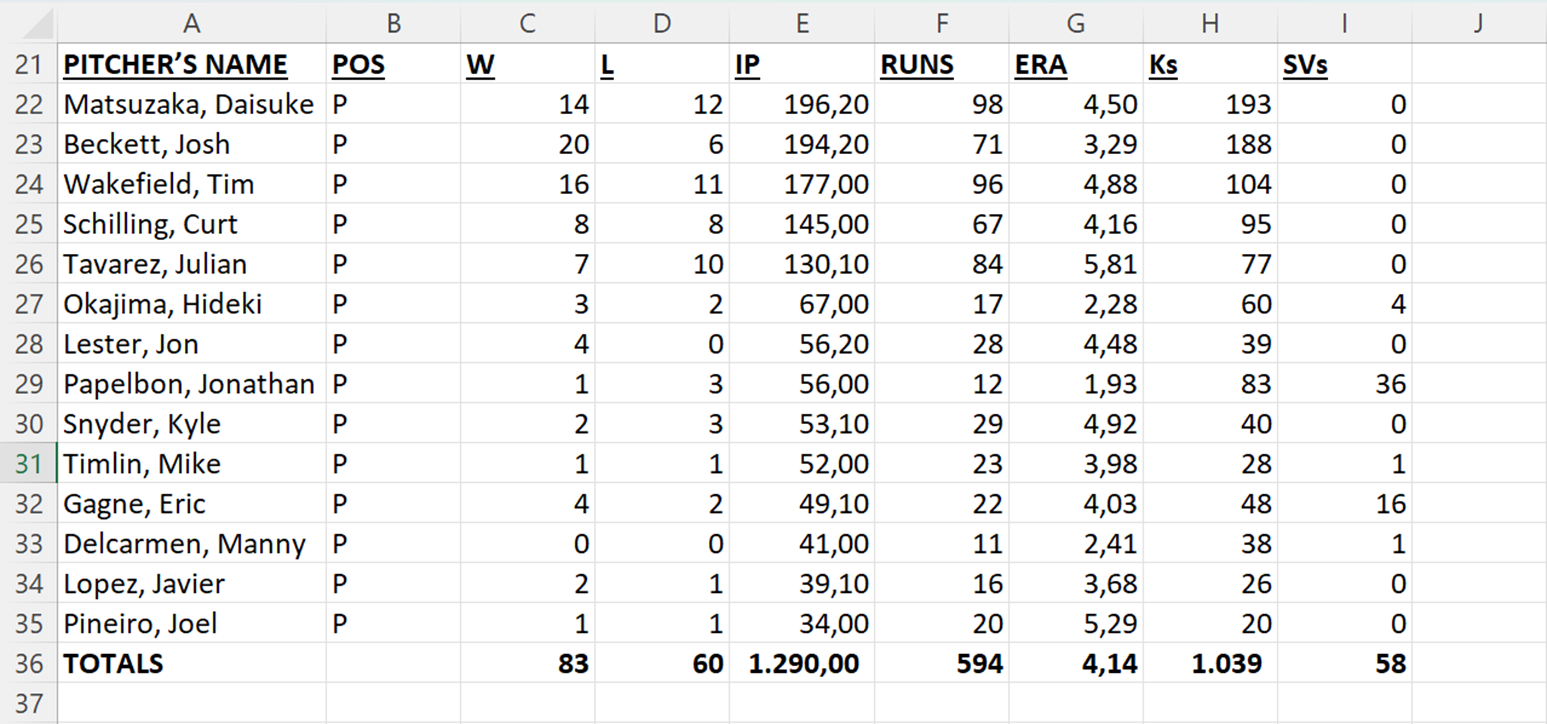 A B C D E F G H I J
21 PITCHER’S NAME POS W L IP RUNS ERA Ks SVs
22 Matsuzaka, Daisuke P 14 12 196,20 98 4,50 193 0
23 Beckett, Josh P 20 6 194,20 71 3,29 188 0
24 Wakefield, Tim P 16 11 177,00 96 4,88 104 0
25 Schilling, Curt P 8 8 145,00 67 4,16 95 0
26 Tavarez, Julian P 7 10 130,10 84 5,81 77 0
27 Okajima, Hideki P 3 2 67,00 17 2,28 60 4
28 Lester, Jon P 4 0 56,20 28 4,48 39 0
29 Papelbon, Jonathan P 1 3 56,00 12 1,93 83 36
30 Snyder, Kyle P 2 3 53,10 29 4,92 40 0
31 Timlin, Mike P 1 1 52,00 23 3,98 28 1
32 Gagne, Eric P 4 2 49,10 22 4,03 48 16
33 Delcarmen, Manny P 0 0 41,00 11 2,41 38 1
34 Lopez, Javier P 2 1 39,10 16 3,68 26 0
35 Pineiro, Joel P 1 1 34,00 20 5,29 20 0
36 TOTALS 83 60 1.290,00 594 4,14 1.039 58
37